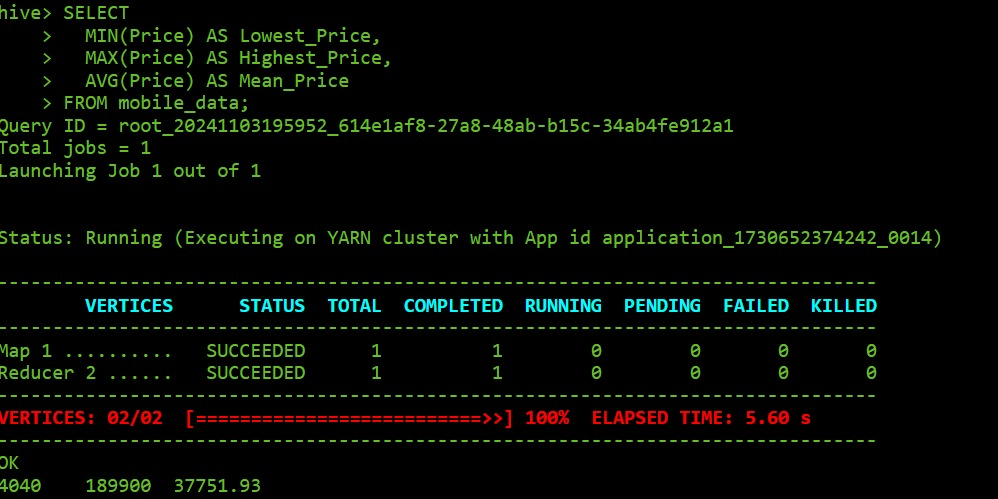 hive> SELECT
> MIN(Price) AS Lowest_Price,
> MAX(Price) AS Highest_Price,
> AVG(Price) AS Mean_Price
> FROM mobile_data;
Query ID = root_20241103195952_614e1af8-27a8-48ab-b15c-34ab4fe912a1
Total jobs = 1
Launching Job 1 out of 1
Status: Running (Executing on YARN cluster with App id application_1730652374242_0014)
--------------------------------------------------------------------------------
VERTICES STATUS TOTAL COMPLETED RUNNING PENDING FAILED KILLED
--------------------------------------------------------------------------------
Map 1 .......... SUCCEEDED 1 1 0 0 0 0
Reducer 2 ...... SUCCEEDED 1 1 0 0 0 0
--------------------------------------------------------------------------------
VERTICES: 02/02 [==========================>>] 100% ELAPSED TIME: 5.60 s
--------------------------------------------------------------------------------
OK
4040 189900 37751.93